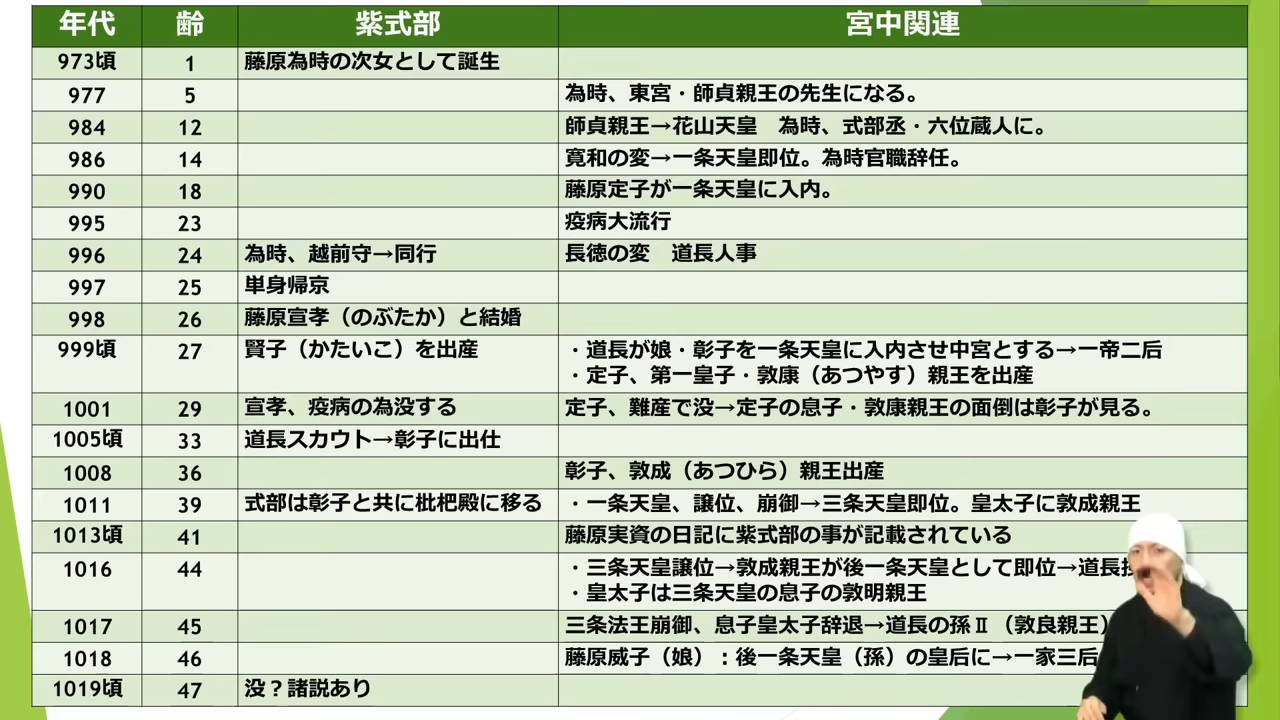 年代 齢 紫式部 宮中関連
973頃 1 藤原為時の次女として誕生
977 5 為時、東宮・師貞親王の先生になる。
984 12 師貞親王→花山天皇　為時、式部丞・六位蔵人に。
986 14 寛和の変→一条天皇即位。為時官職辞任。
990 18 藤原定子が一条天皇に入内。
995 23 疫病大流行
996 24 為時、越前守→同行 長徳の変　道長人事
997 25 単身帰京
998 26 藤原宣孝（のぶたか）と結婚
999頃 27 賢子（かたいこ）を出産 ・道長が娘・彰子を一条天皇に入内させ中宮とする→一帝二后
・定子、第一皇子・敦康（あつやす）親王を出産
1001 29 宣孝、疫病の為没する 定子、難産で没→定子の息子・敦康親王の面倒は彰子が見る。
1005頃 33 道長スカウト→彰子に出仕
1008 36 彰子、敦成（あつひら）親王出産
1011 39 式部は彰子と共に枇杷殿に移る ・一条天皇、譲位、崩御→三条天皇即位。皇太子に敦成親王
1013頃 41 藤原実資の日記に紫式部の事が記載されている
1016 44 ・三条天皇譲位→敦成親王が後一条天皇として即位→道長
・皇太子は三条天皇の息子の敦明親王
1017 45 三条法王崩御、息子皇太子辞退→道長の孫Ⅱ（敦良親王）
1018 46 藤原威子（娘）：後一条天皇（孫）の皇后に→一家三后
1019頃 47 没？諸説あり